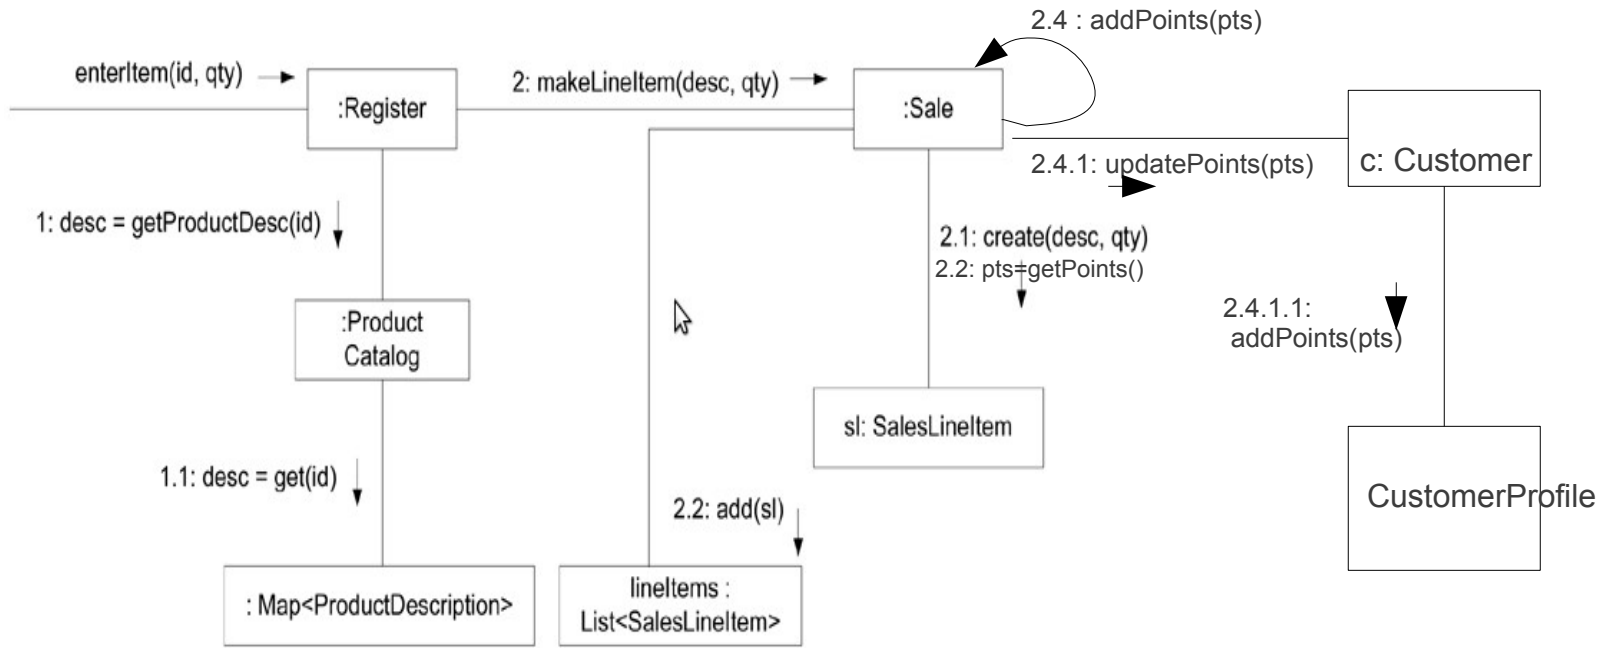 2.4 : addPoints(pts)
enterItem(id, qty)
2: makeLineItem(desc, qty)
:Register
:Sale
c: Customer
2.4.1: updatePoints(pts)
1: desc = getProductDesc(id)
2.1: create(desc, qty)
2.2: pts=getPoints()
:Product
Catalog
2.4.1.1:
addPoints(pts)
sl: SalesLineItem
1.1: desc = get(id)
2.2: add(sl)
CustomerProfile
: Map<ProductDescription>
lineItems :
List<SalesLineItem>